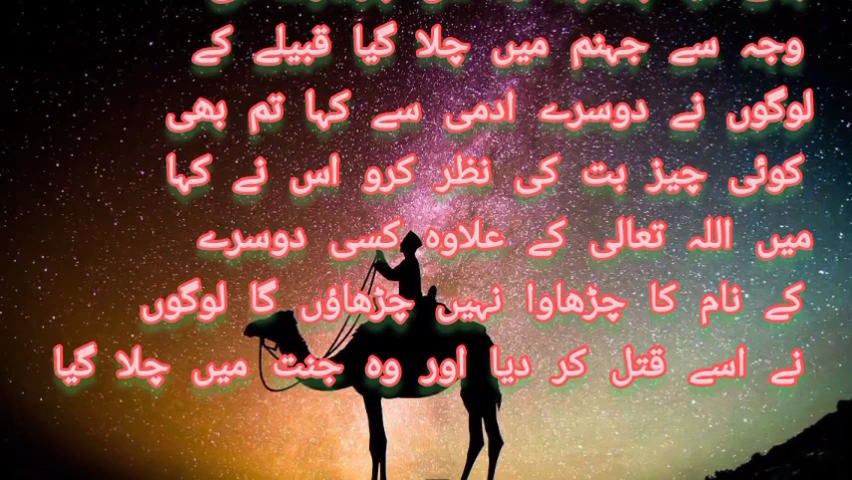 وجہ سے جہنم میں چلا گیا قبیلے کے
لوگوں نے دوسرے ادمی سے کہا تم بھی
کوئی چیز بت کی نظر کرو اس نے کہا
میں اللہ تعالی کے علاوہ کسی دوسرے
کے نام کا چڑھاوا نہیں چڑھاؤں گا لوگوں
نے اسے قتل کر دیا اور وہ جنت میں چلا گیا